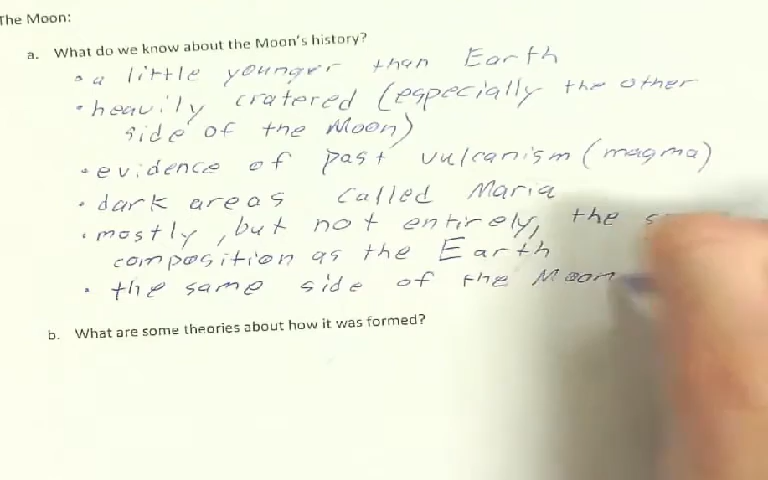 The Moon:
a. What do we know about the Moon's history?
• a little younger than Earth
• heavily cratered (especially the other
side of the Moon)
• evidence of past vulcanism (magma)
• dark areas called Maria
• mostly, but not entirely, the
composition as the Earth
• the same side of the Moon
b. What are some theories about how it was formed?